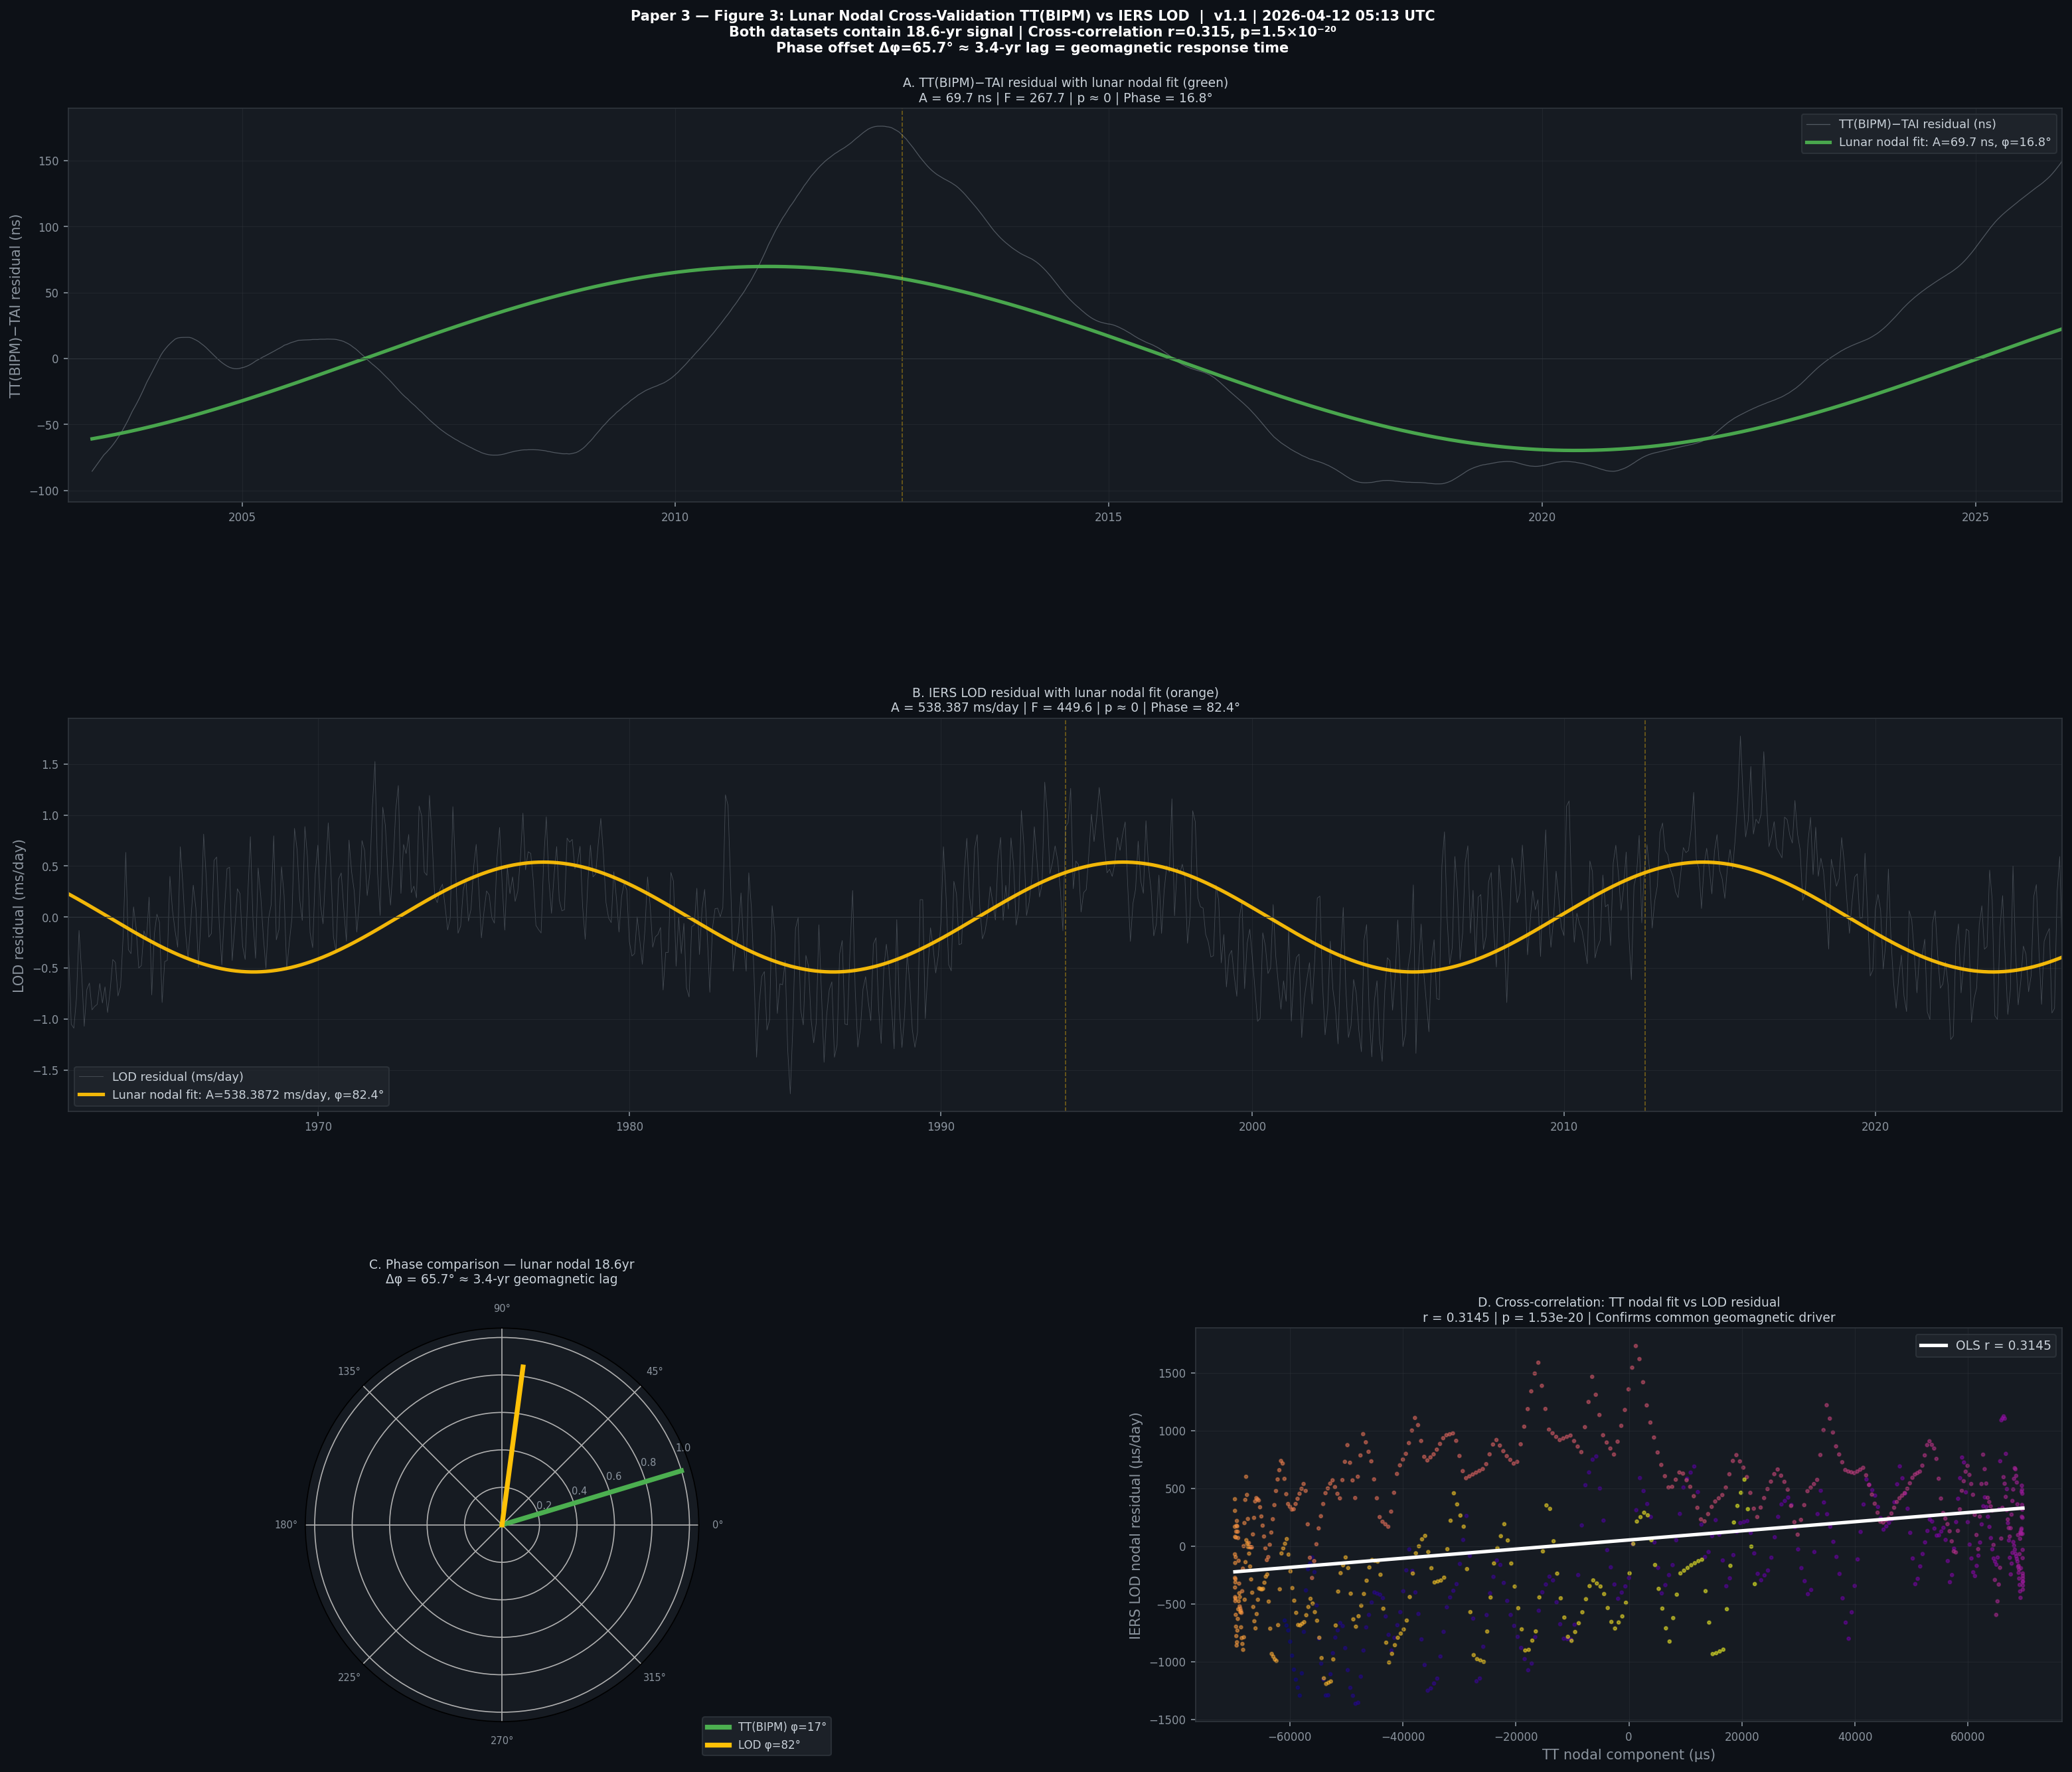 Paper 3 — Figure 3: Lunar Nodal Cross-Validation TT(BIPM) vs IERS LOD | v1.1 | 2026-04-12 05:13 UTC
Both datasets contain 18.6-yr signal | Cross-correlation r=0.315, p=1.5×10⁻²⁰
Phase offset Δφ=65.7° ≈ 3.4-yr lag = geomagnetic response time
A. TT(BIPM)−TAI residual with lunar nodal fit (green)
A = 69.7 ns | F = 267.7 | p ≈ 0 | Phase = 16.8°
TT(BIPM)−TAI residual (ns)
Lunar nodal fit: A=69.7 ns, φ=16.8°
TT(BIPM)−TAI residual (ns)
150
100
50
0
−50
−100
2005 2010 2015 2020 2025
B. IERS LOD residual with lunar nodal fit (orange)
A = 538.387 ms/day | F = 449.6 | p ≈ 0 | Phase = 82.4°
LOD residual (ms/day)
1.5
1.0
0.5
0.0
−0.5
−1.0
−1.5
LOD residual (ms/day)
Lunar nodal fit: A=538.3872 ms/day, φ=82.4°
1970 1980 1990 2000 2010 2020
C. Phase comparison — lunar nodal 18.6yr
Δφ = 65.7° ≈ 3.4-yr geomagnetic lag
90°
135° 45°
1.0
0.8
0.6
0.4
0.2
180° 0°
225° 315°
270°
TT(BIPM) φ=17°
LOD φ=82°
D. Cross-correlation: TT nodal fit vs LOD residual
r = 0.3145 | p = 1.53e-20 | Confirms common geomagnetic driver
OLS r = 0.3145
IERS LOD nodal residual (μs/day)
1500
1000
500
0
−500
−1000
−1500
−60000 −40000 −20000 0 20000 40000 60000
TT nodal component (μs)